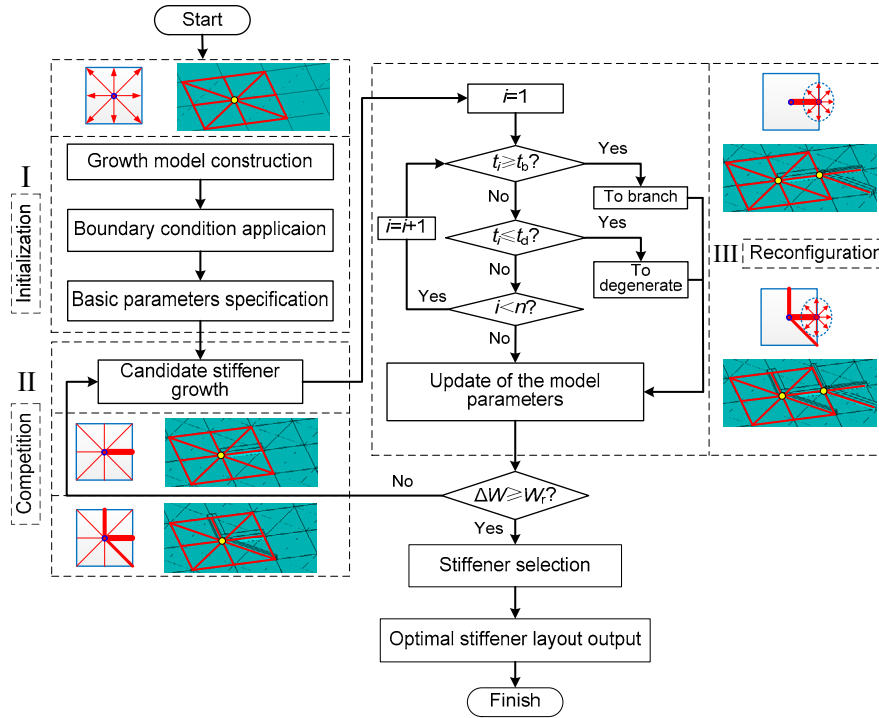 Start
I
Initialization
Growth model construction
Boundary condition applicaion
Basic parameters specification
II
Competition
Candidate stiffener
growth
i=1
tᵢ≥t_b?
Yes
To branch
No
i=i+1
tᵢ≤t_d?
Yes
To
degenerate
No
Yes
i<n?
No
Update of the model
parameters
III
Reconfiguration
No
ΔW≥Wᵣ?
Yes
Stiffener selection
Optimal stiffener layout output
Finish